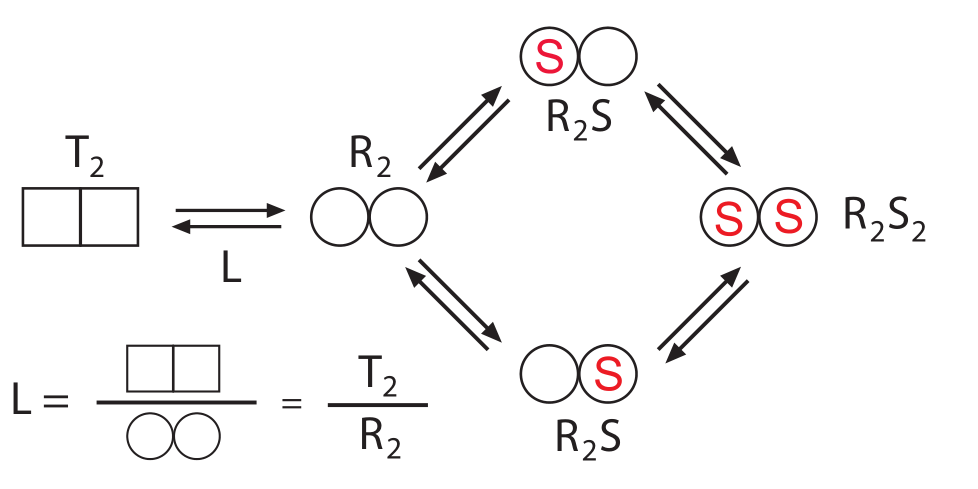 S
R₂S
T₂
R₂
S S
R₂S₂
L
S
R₂S
L = = T₂
R₂